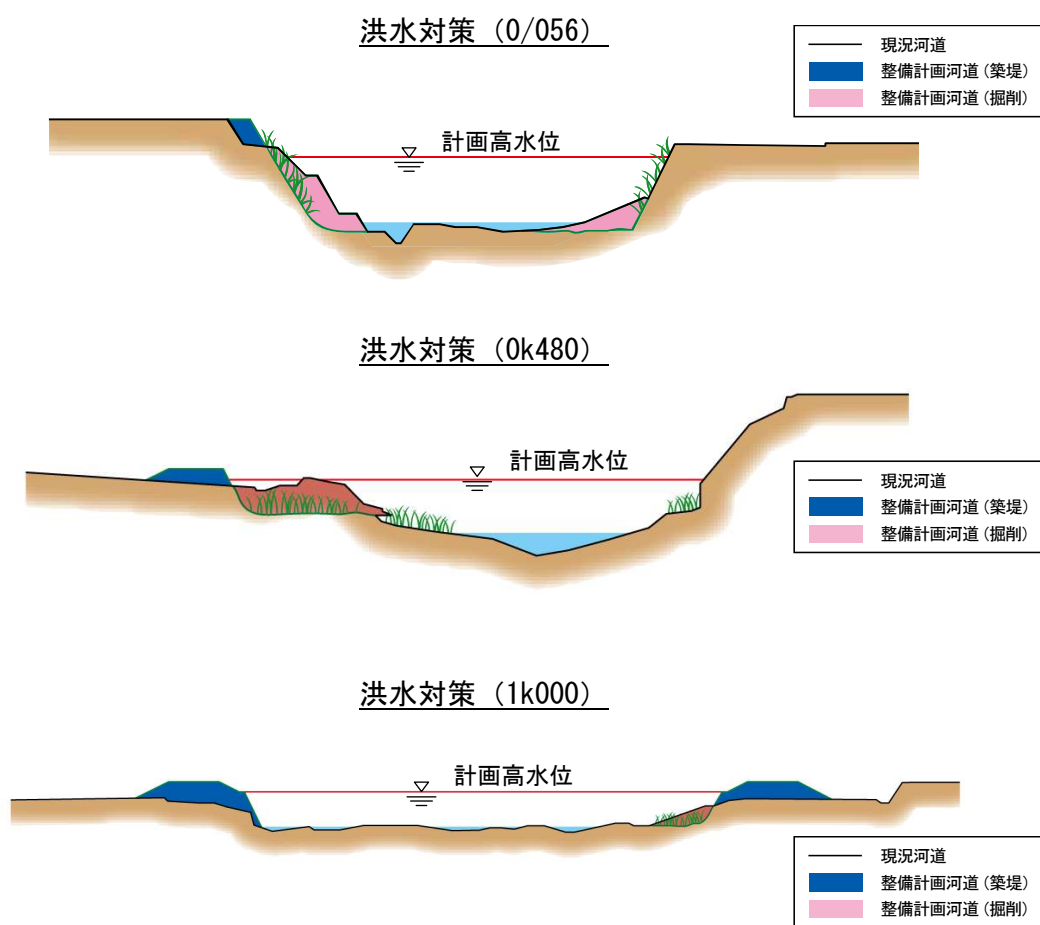 洪水対策（0/056）
現況河道
整備計画河道（築堤）
整備計画河道（掘削）
計画高水位
洪水対策（0k480）
計画高水位
現況河道
整備計画河道（築堤）
整備計画河道（掘削）
洪水対策（1k000）
計画高水位
現況河道
整備計画河道（築堤）
整備計画河道（掘削）